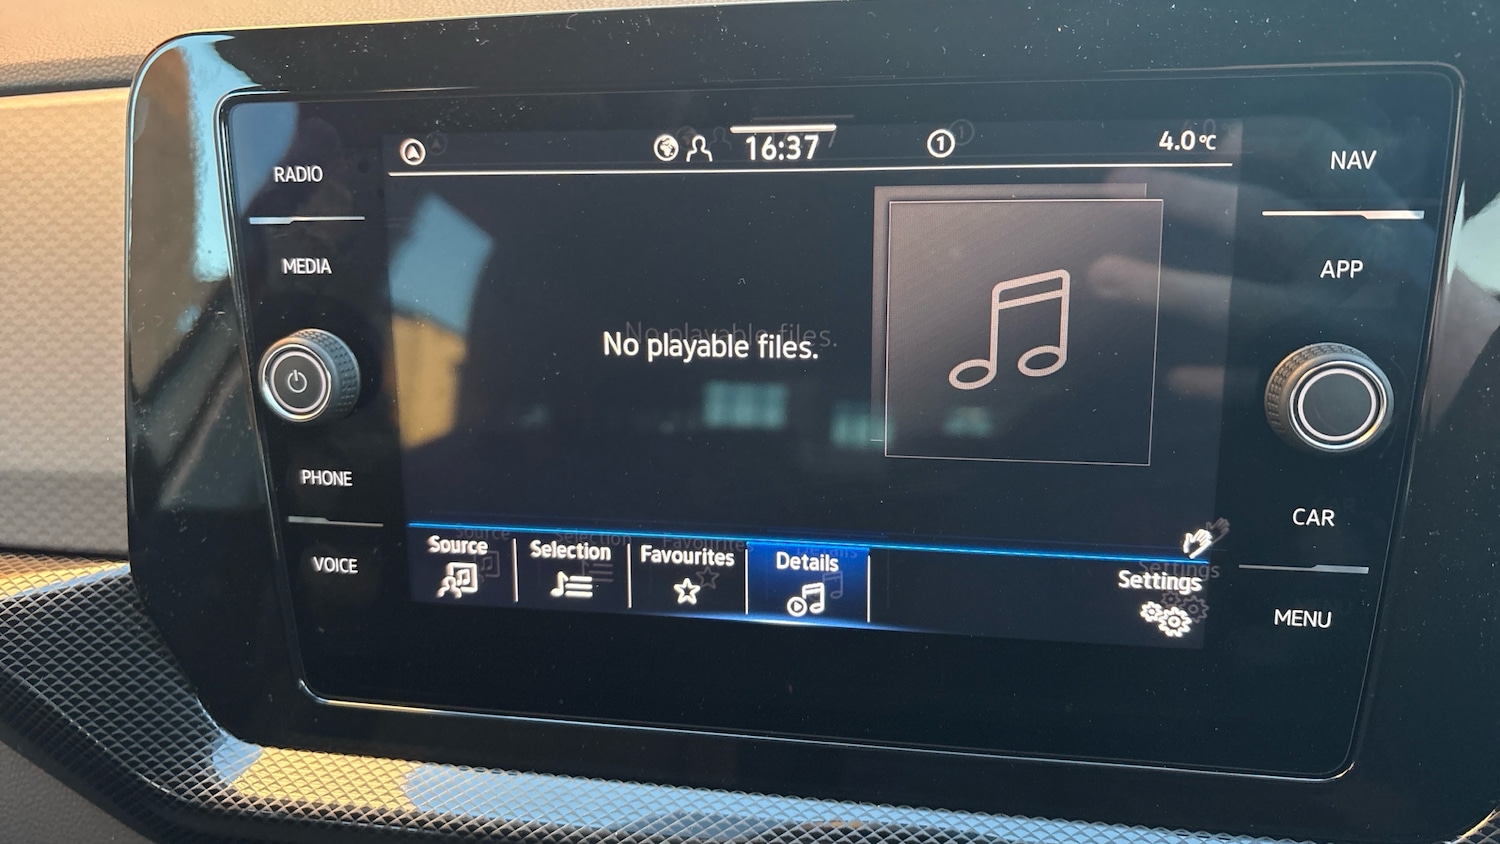 16:37
1
4.0°C
RADIO
MEDIA
PHONE
VOICE
No playable files.
Source
Selection
Favourites
Details
Settings
NAV
APP
CAR
MENU